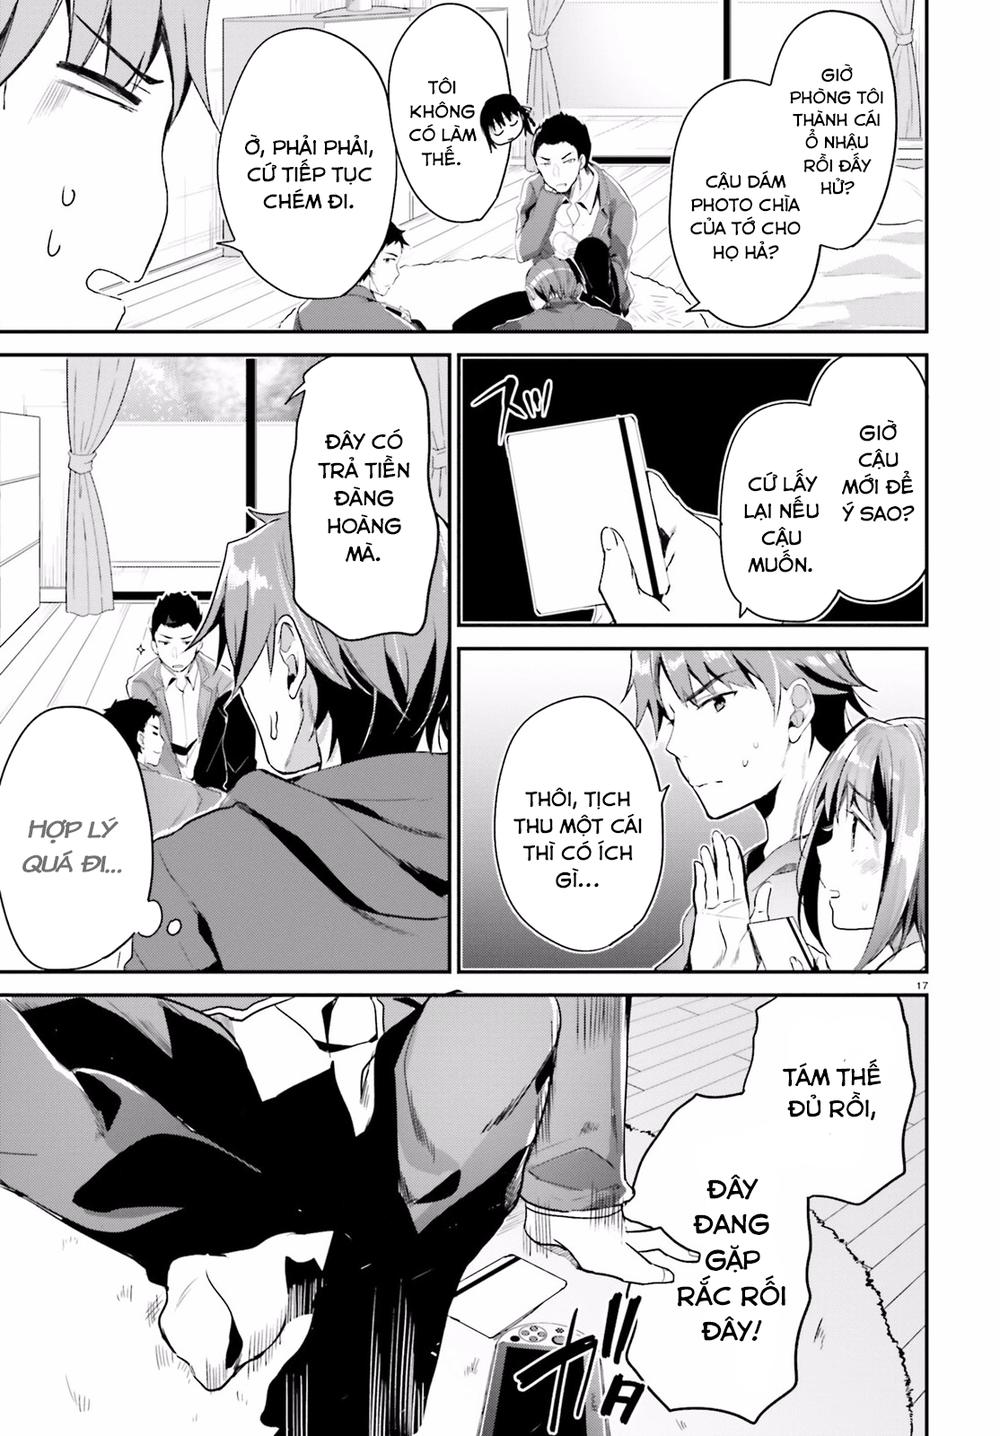 GIỜ
PHÒNG TÔI
THÀNH CÁI
Ổ NHẬU
RỒI ĐẤY
HỬ?
CẬU DÁM
PHOTO CHÌA
CỦA TỚ CHO
HỌ HẢ?
TÔI
KHÔNG
CÓ LÀM
THẾ.
Ờ, PHẢI PHẢI,
CỨ TIẾP TỤC
CHÉM ĐI.
GIỜ
CẬU
MỚI ĐỂ
Ý SAO?
CỨ LẤY
LẠI NẾU
CẬU
MUỐN.
スッ
ĐÂY CÓ
TRẢ TIỀN
ĐÀNG
HOÀNG
MÀ.
HỢP LÝ
QUÁ ĐI...
THÔI, TỊCH
THU MỘT CÁI
THÌ CÓ ÍCH
GÌ...
17
TÁM THẾ
ĐỦ RỒI,
ĐÂY
ĐANG
GẶP
RẮC RỐI
ĐÂY!